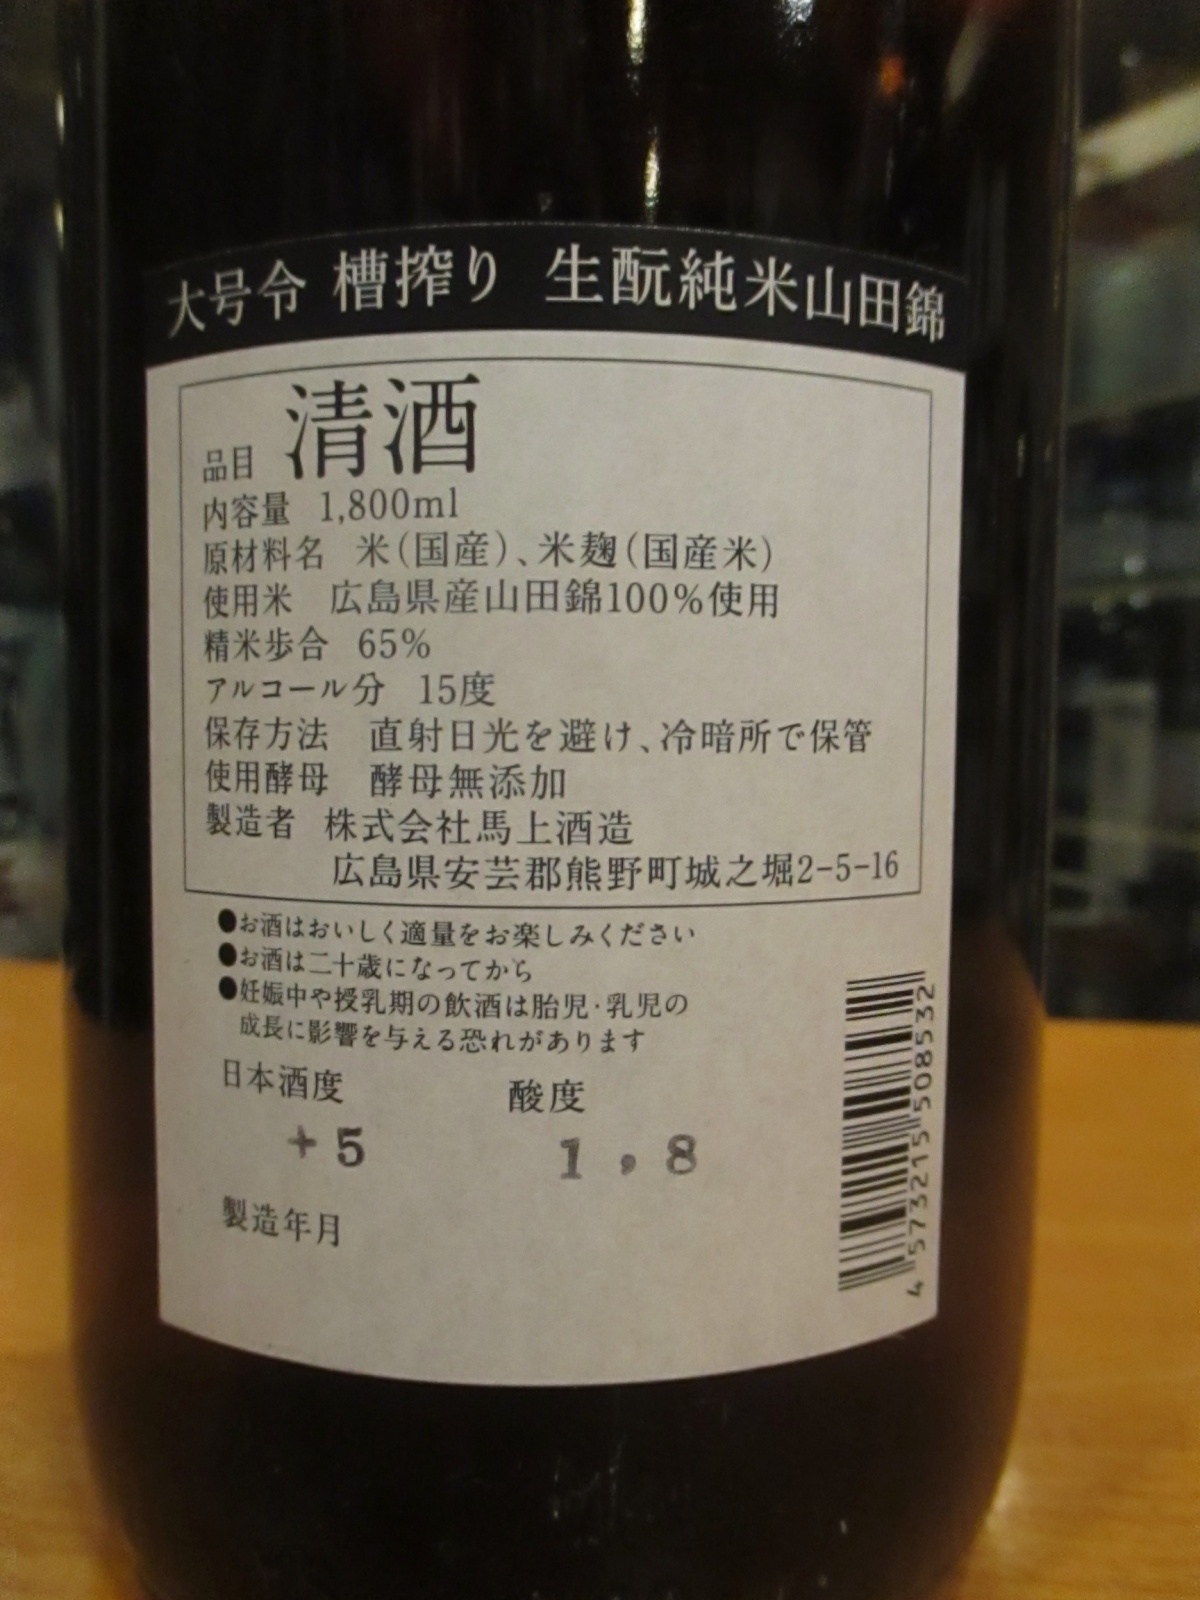 大号令 槽搾り 生酛純米山田錦
品目 清酒
内容量 1,800ml
原材料名 米(国産)、米麹(国産米)
使用米 広島県産山田錦100%使用
精米歩合 65%
アルコール分 15度
保存方法 直射日光を避け、冷暗所で保管
使用酵母 酵母無添加
製造者 株式会社馬上酒造
広島県安芸郡熊野町城之堀2-5-16
●お酒はおいしく適量をお楽しみください
●お酒は二十歳になってから
●妊娠中や授乳期の飲酒は胎児・乳児の
成長に影響を与える恐れがあります
日本酒度 酸度
+5 1,8
製造年月
4 573215 508532